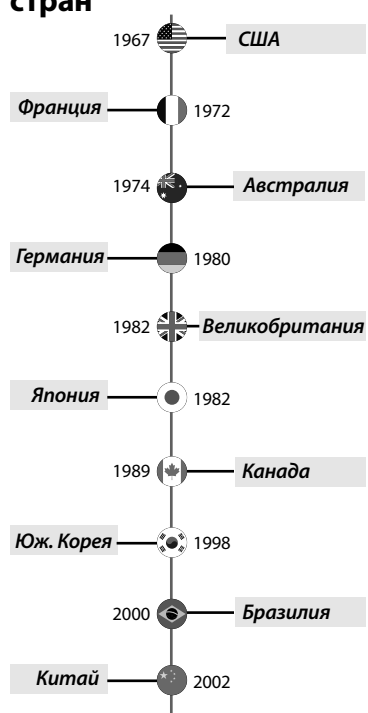 стран
1967 США
Франция 1972
1974 Австралия
Германия 1980
1982 Великобритания
Япония 1982
1989 Канада
Юж. Корея 1998
2000 Бразилия
Китай 2002